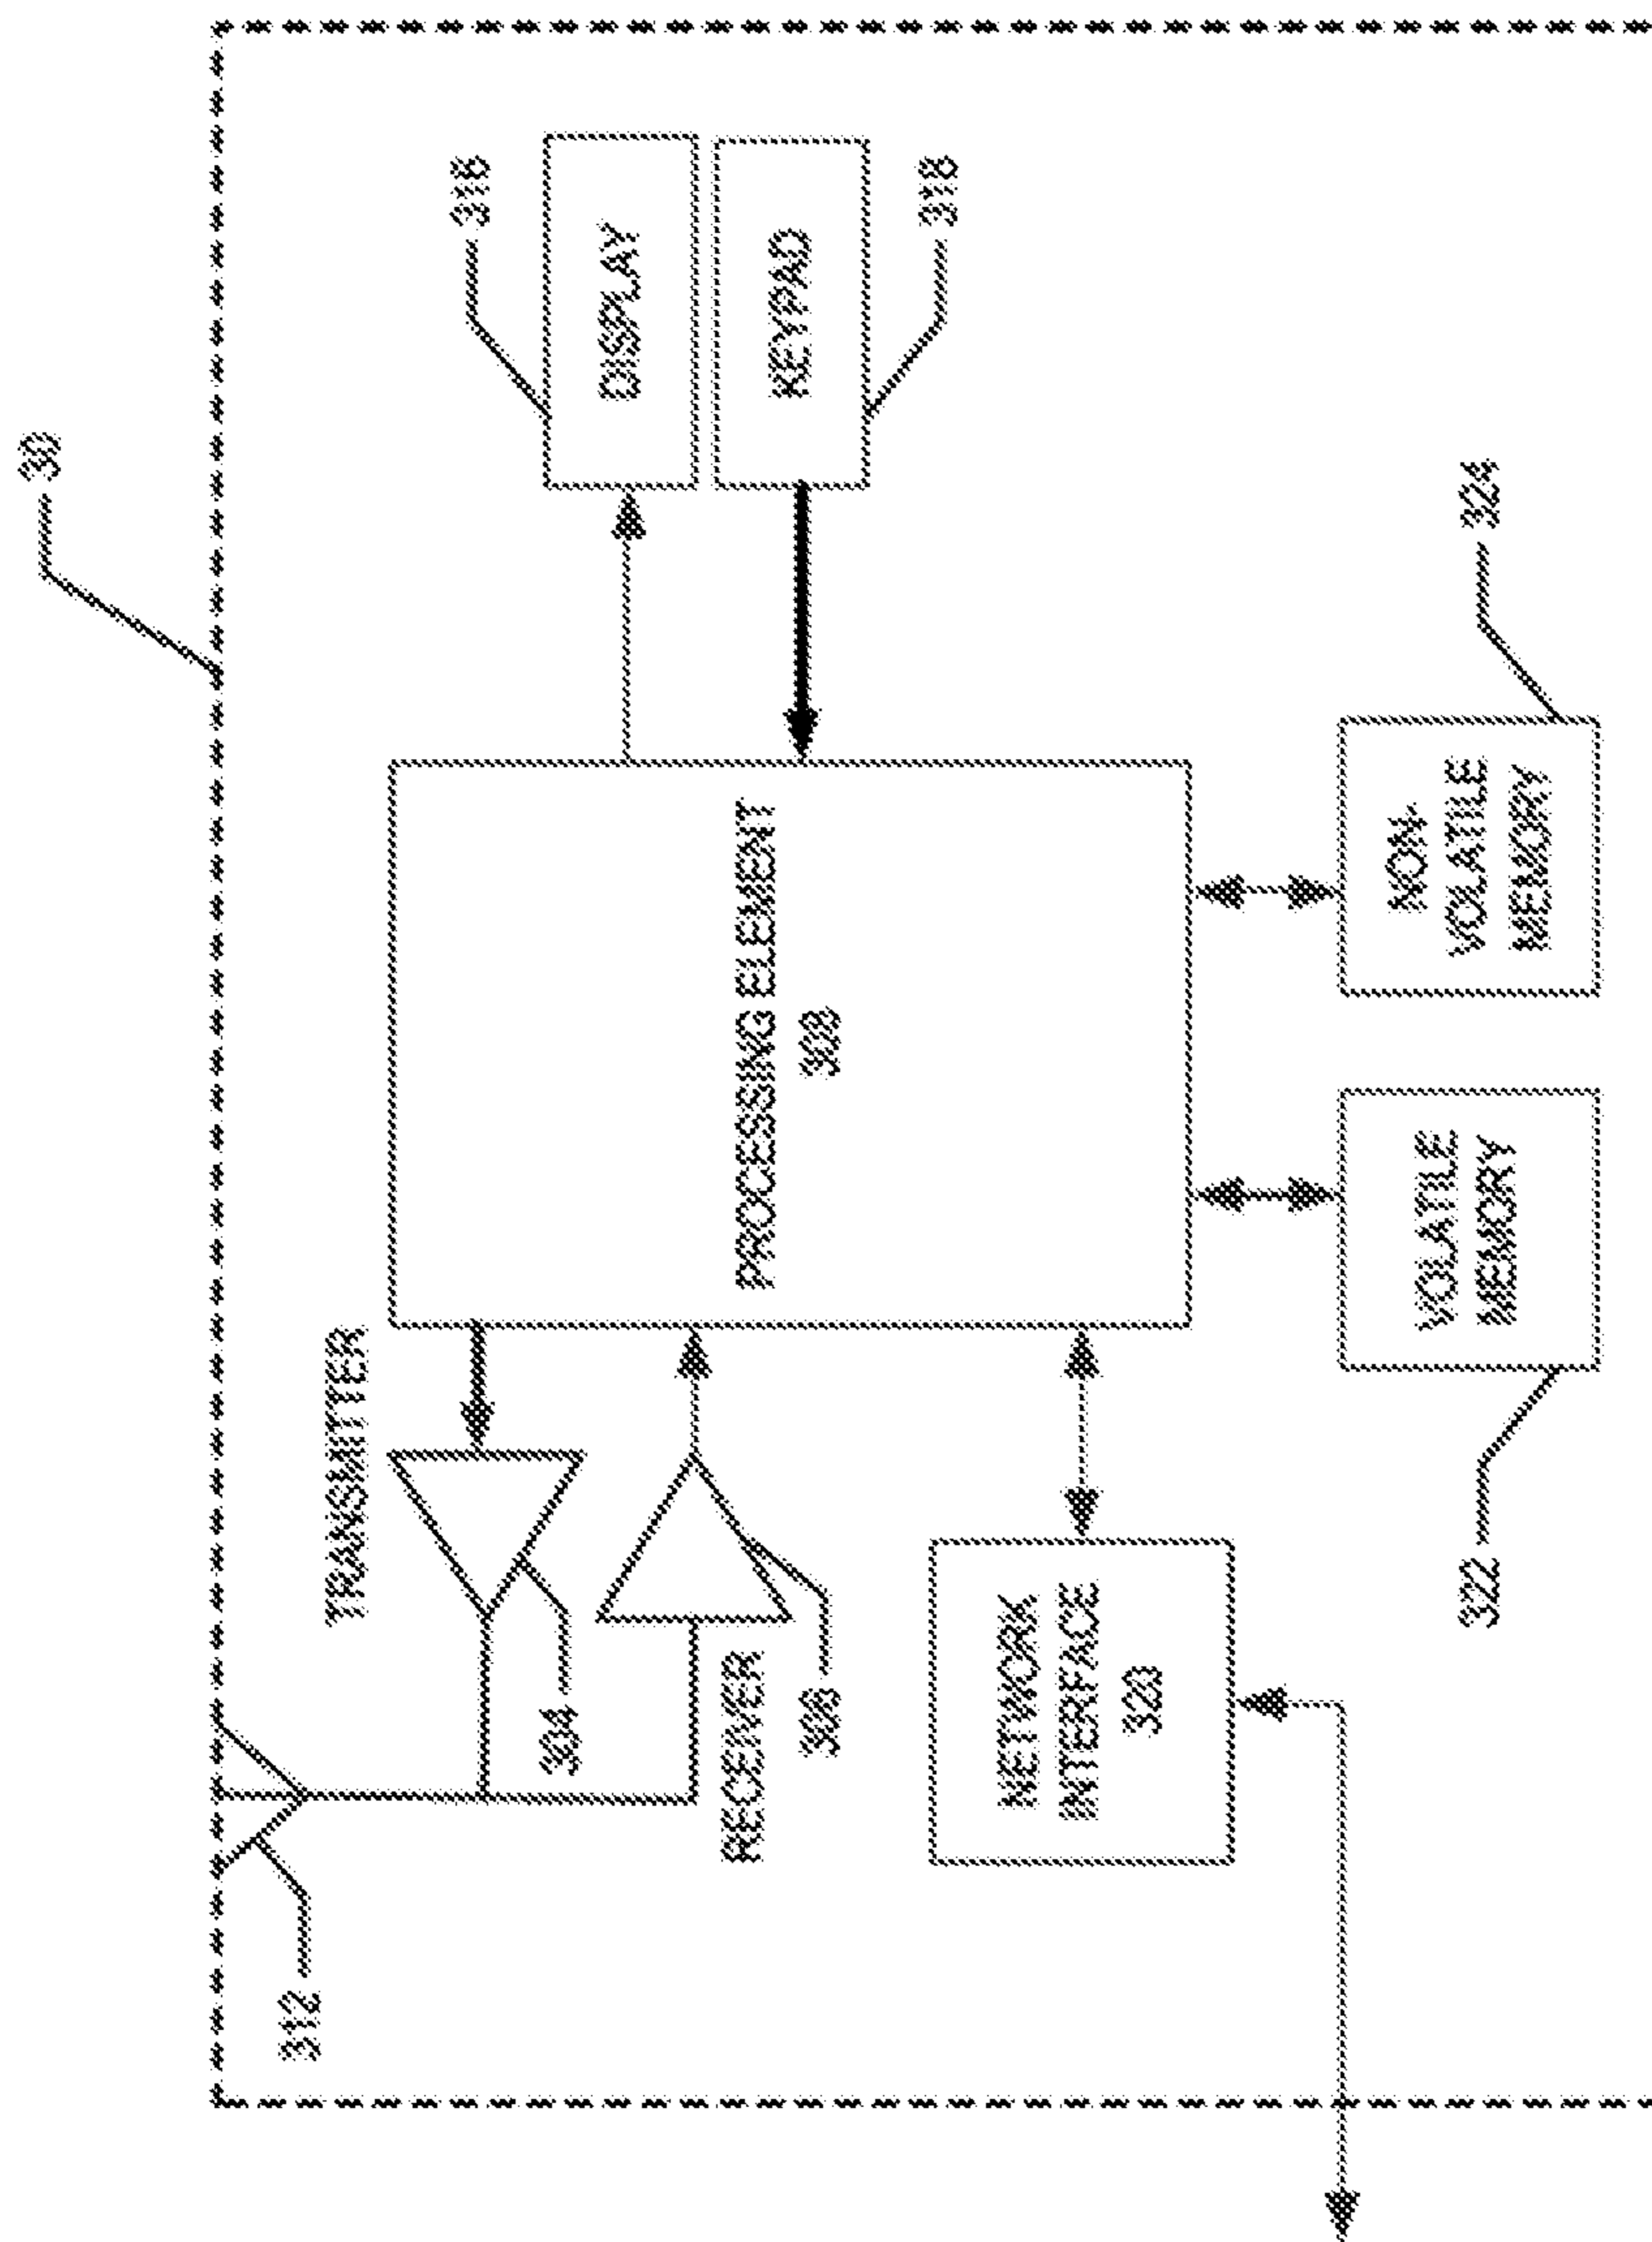 30
312
TRANSMITTER
304
RECEIVER
306
PROCESSING ELEMENT
308
316
DISPLAY
KEYPAD
318
NETWORK
INTERFACE
320
VOLATILE
MEMORY
322
NON-
VOLATILE
MEMORY
324